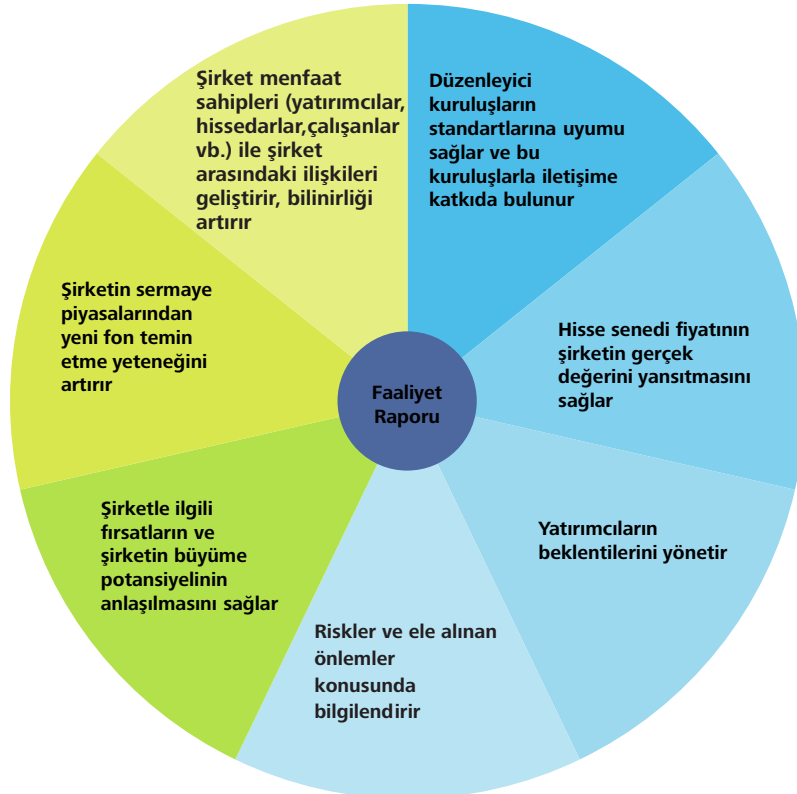 Şirket menfaat
sahipleri (yatırımcılar,
hissedarlar,çalışanlar
vb.) ile şirket
arasındaki ilişkileri
geliştirir, bilinirliği
artırır
Düzenleyici
kuruluşların
standartlarına uyumu
sağlar ve bu
kuruluşlarla iletişime
katkıda bulunur
Hisse senedi fiyatının
şirketin gerçek
değerini yansıtmasını
sağlar
Yatırımcıların
beklentilerini yönetir
Riskler ve ele alınan
önlemler
konusunda
bilgilendirir
Şirketle ilgili
fırsatların ve
şirketin büyüme
potansiyelinin
anlaşılmasını sağlar
Şirketin sermaye
piyasalarından
yeni fon temin
etme yeteneğini
artırır
Faaliyet
Raporu